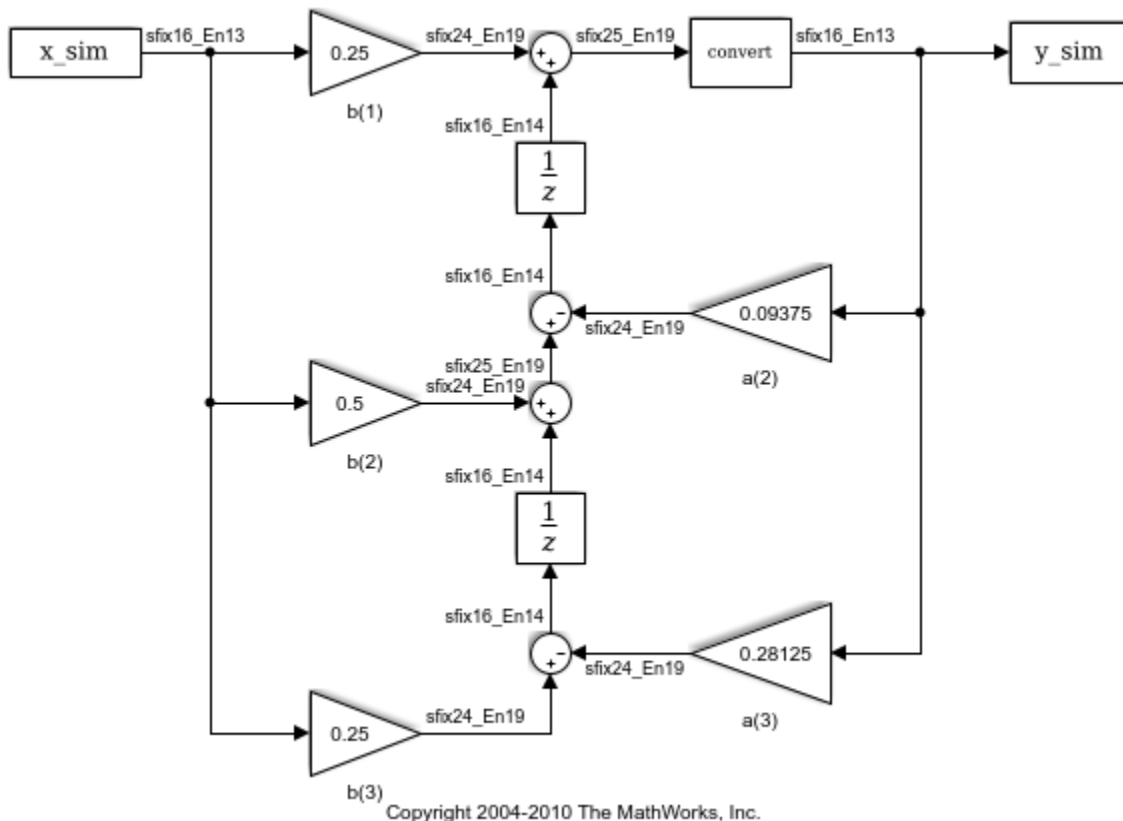 x_sim
sfix16_En13
0.25
b(1)
sfix24_En19
++
sfix25_En19
convert
sfix16_En13
y_sim
sfix16_En14
1
z
sfix16_En14
+-
sfix24_En19
0.09375
a(2)
sfix25_En19
0.5
b(2)
sfix24_En19
++
sfix16_En14
1
z
sfix16_En14
+-
sfix24_En19
0.28125
a(3)
0.25
b(3)
sfix24_En19
Copyright 2004-2010 The MathWorks, Inc.